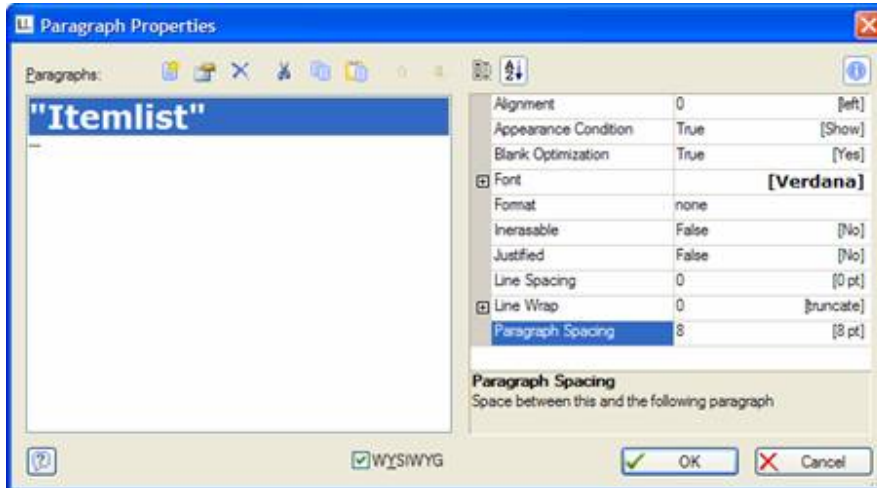 Paragraph Properties
Paragraphs:
"Itemlist"
Alignment 0 [left]
Appearance Condition True [Show]
Blank Optimization True [Yes]
Font [Verdana]
Format none
Inerasable False [No]
Justified False [No]
Line Spacing 0 [0 pt]
Line Wrap 0 [truncate]
Paragraph Spacing 8 [8 pt]
Paragraph Spacing
Space between this and the following paragraph
WYSIWYG
OK
Cancel